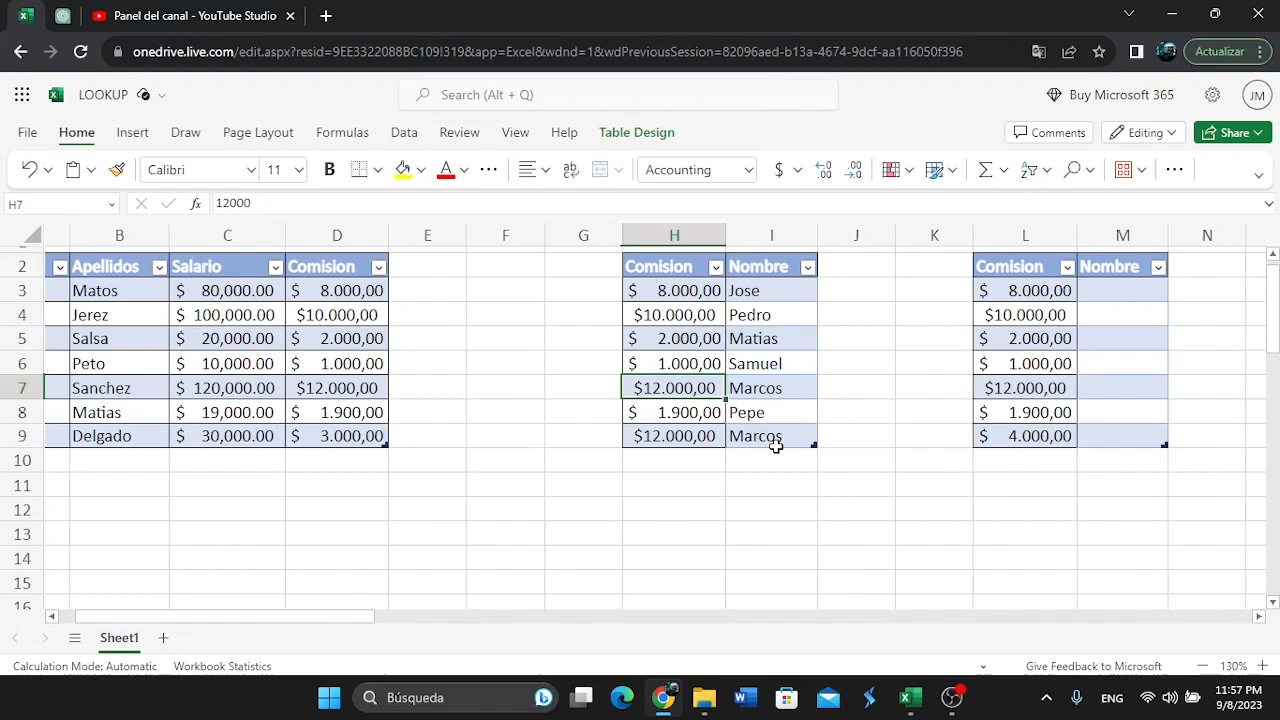 Panel del canal - YouTube Studio
onedrive.live.com/edit.aspx?resid=9EE3322088BC109I319&app=Excel&wdnd=1&wdPreviousSession=82096aed-b13a-4674-9dcf-aa116050f396
Actualizar
LOOKUP
Search (Alt + Q)
Buy Microsoft 365
JM
File Home Insert Draw Page Layout Formulas Data Review View Help Table Design
Comments
Editing
Share
Calibri 11 B A ab Accounting $
H7 fx 12000
B C D E F G H I J K L M N
2 Apellidos Salario Comision Comision Nombre Comision Nombre
3 Matos $ 80,000.00 $ 8.000,00 $ 8.000,00 Jose $ 8.000,00
4 Jerez $ 100,000.00 $10.000,00 $10.000,00 Pedro $10.000,00
5 Salsa $ 20,000.00 $ 2.000,00 $ 2.000,00 Matias $ 2.000,00
6 Peto $ 10,000.00 $ 1.000,00 $ 1.000,00 Samuel $ 1.000,00
7 Sanchez $ 120,000.00 $12.000,00 $12.000,00 Marcos $12.000,00
8 Matias $ 19,000.00 $ 1.900,00 $ 1.900,00 Pepe $ 1.900,00
9 Delgado $ 30,000.00 $ 3.000,00 $12.000,00 Marcos $ 4.000,00
10
11
12
13
14
15
16
Sheet1
Calculation Mode: Automatic Workbook Statistics Give Feedback to Microsoft 130%
Búsqueda
ENG
11:57 PM
9/8/2023